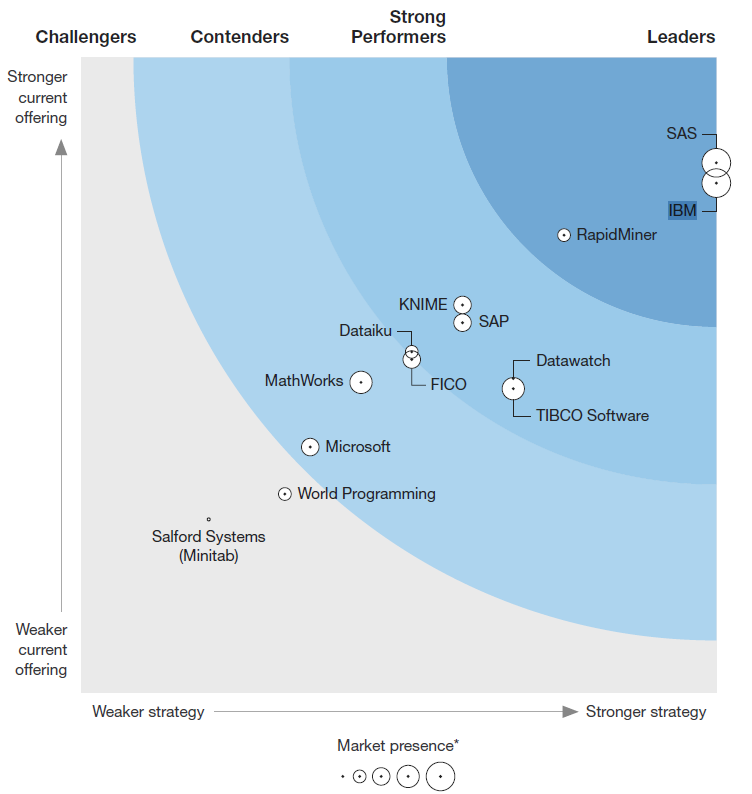 Strong
Challengers Contenders Performers Leaders
Stronger
current
offering
SAS
IBM
RapidMiner
KNIME
SAP
Dataiku
Datawatch
MathWorks
FICO
TIBCO Software
Microsoft
World Programming
Salford Systems
(Minitab)
Weaker
current
offering
Weaker strategy Stronger strategy
Market presence*